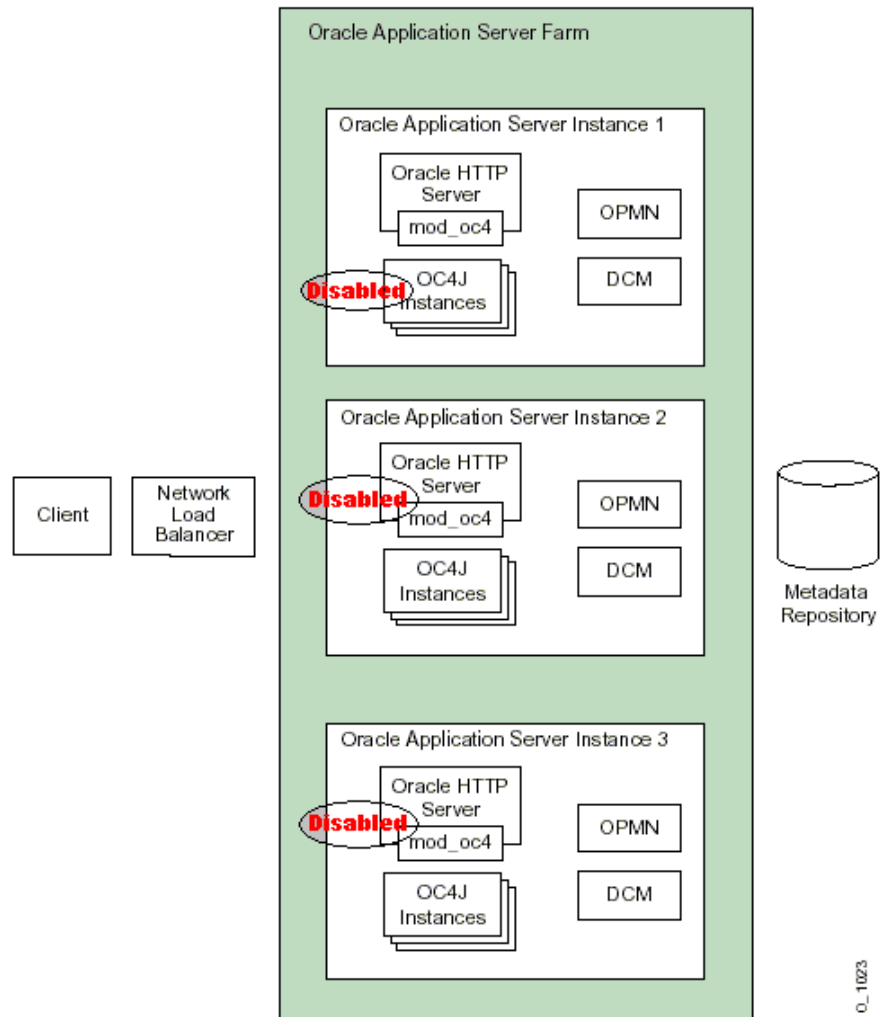 Oracle Application Server Farm
Oracle Application Server Instance 1
Oracle HTTP
Server
mod_oc4
OPMN
DCM
Disabled
OC4J
Instances
Oracle Application Server Instance 2
Oracle HTTP
Server
Disabled
mod_oc4
OPMN
DCM
OC4J
Instances
Client
Network
Load
Balancer
Metadata
Repository
Oracle Application Server Instance 3
Oracle HTTP
Server
Disabled
mod_oc4
OPMN
DCM
OC4J
Instances
O_1023